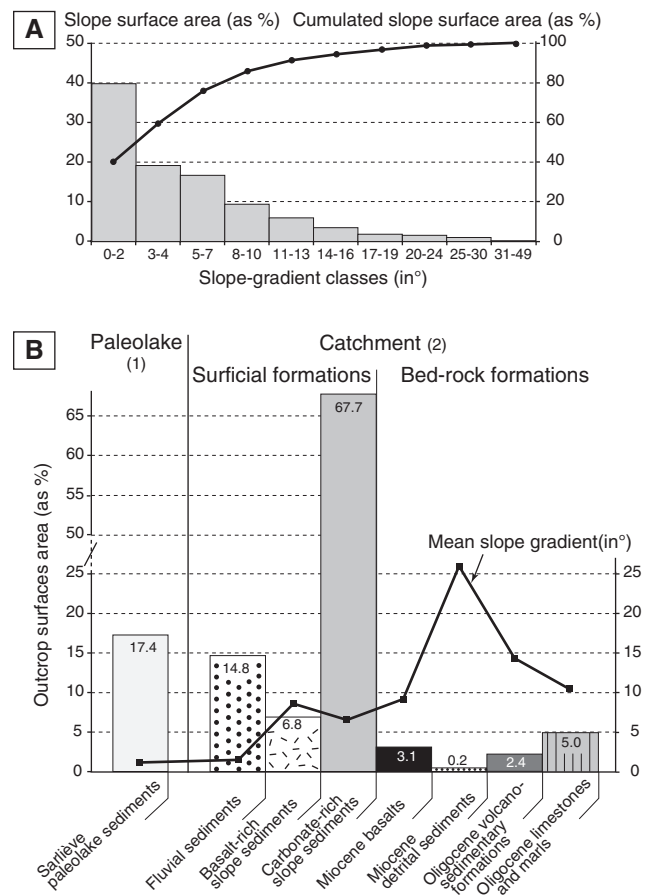 A
Slope surface area (as %) Cumulated slope surface area (as %)
50 100
40 80
30 60
20 40
10 20
0 0
0-2 3-4 5-7 8-10 11-13 14-16 17-19 20-24 25-30 31-49
Slope-gradient classes (in°)
B
Paleolake
(1)
Catchment (2)
Surficial formations
Bed-rock formations
Outcrop surfaces area (as %)
65
60
55
50
25
20
15
10
5
0
67.7
17.4
14.8
6.8
3.1
0.2
2.4
5.0
Mean slope gradient(in°)
25
20
15
10
5
0
Sarliève
paleolake sediments
Fluvial sediments
Basalt-rich
slope sediments
Carbonate-rich
slope sediments
Miocene basalts
Miocene
detrital sediments
Oligocene volcano-
sedimentary
formations
Oligocene limestones
and marls